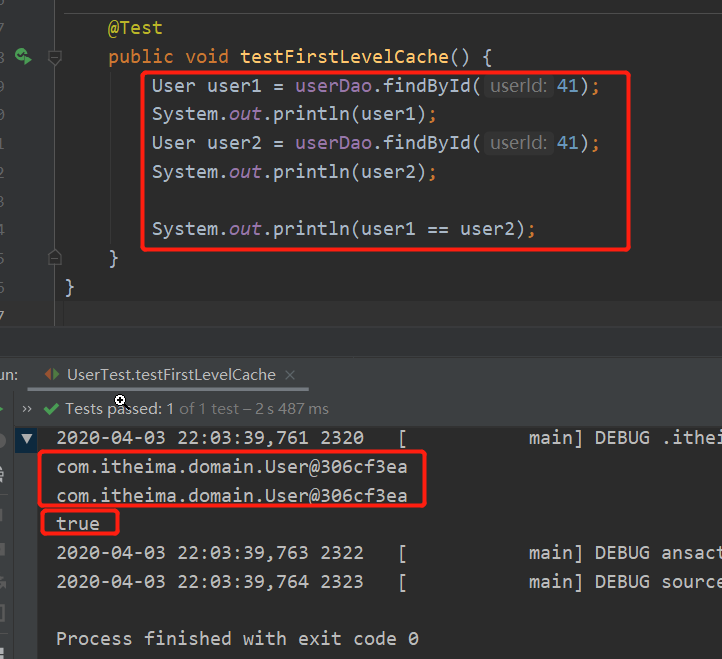 @Test
public void testFirstLevelCache() {
User user1 = userDao.findById( userId: 41);
System.out.println(user1);
User user2 = userDao.findById( userId: 41);
System.out.println(user2);
System.out.println(user1 == user2);
}
}
un: UserTest.testFirstLevelCache ×
>> Tests passed: 1 of 1 test – 2 s 487 ms
2020-04-03 22:03:39,761 2320 [ main] DEBUG .ithei
com.itheima.domain.User@306cf3ea
com.itheima.domain.User@306cf3ea
true
2020-04-03 22:03:39,763 2322 [ main] DEBUG ansact
2020-04-03 22:03:39,764 2323 [ main] DEBUG source
Process finished with exit code 0